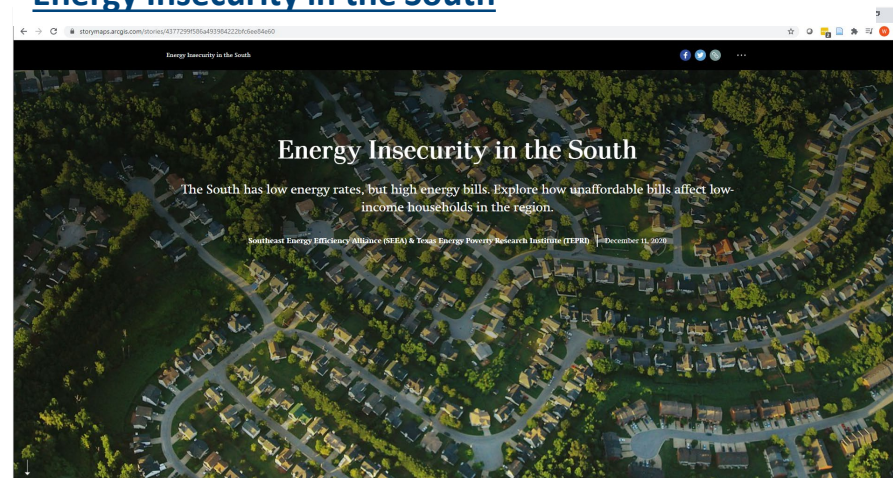 Energy Insecurity in the South
storymaps.arcgis.com/stories/4377299f586a493984222bfc6ee84e60
Energy Insecurity in the South
Energy Insecurity in the South
The South has low energy rates, but high energy bills. Explore how unaffordable bills affect low-
income households in the region.
Southeast Energy Efficiency Alliance (SEEA) & Texas Energy Poverty Research Institute (TEPRI) | December 11, 2020